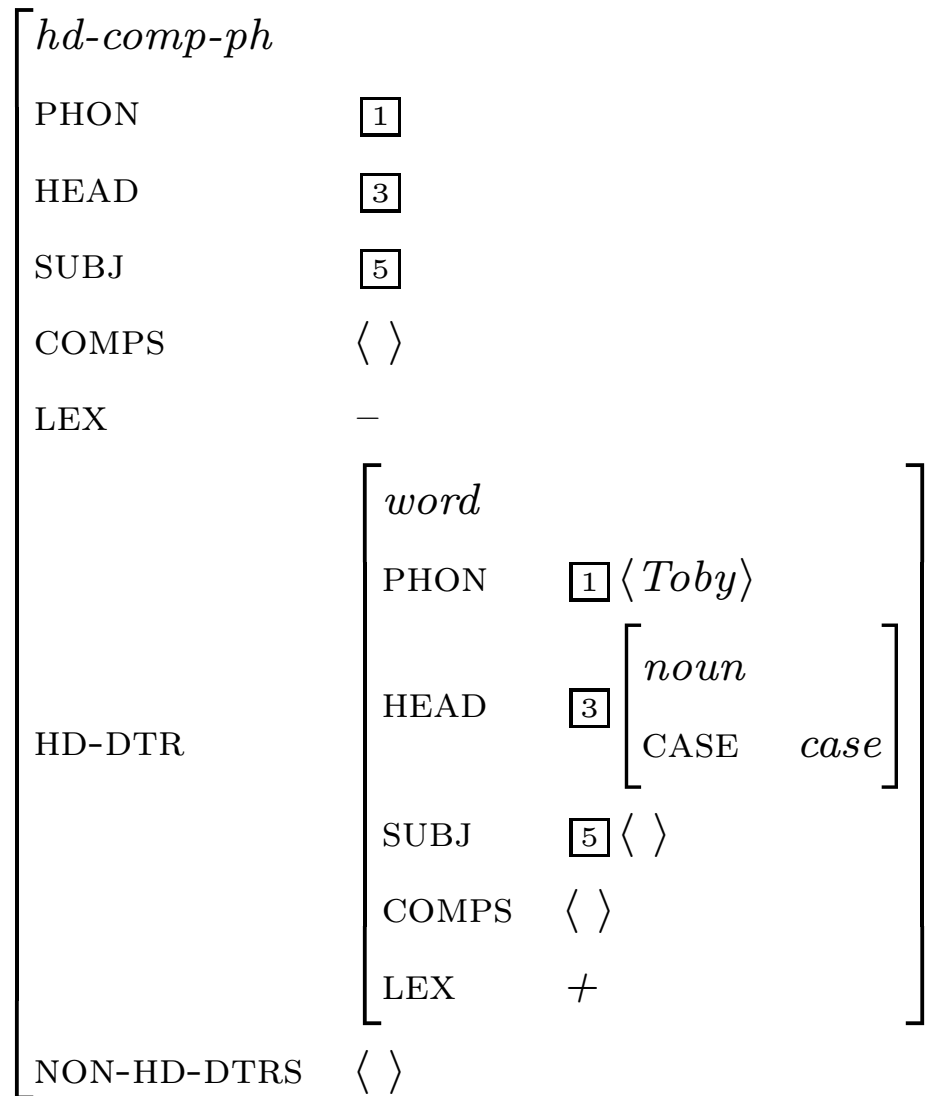 hd-comp-ph
PHON 1
HEAD 3
SUBJ 5
COMPS ⟨ ⟩
LEX –
word
PHON 1 ⟨Toby⟩
noun
HEAD 3
HD-DTR CASE case
SUBJ 5 ⟨ ⟩
COMPS ⟨ ⟩
LEX +
NON-HD-DTRS ⟨ ⟩